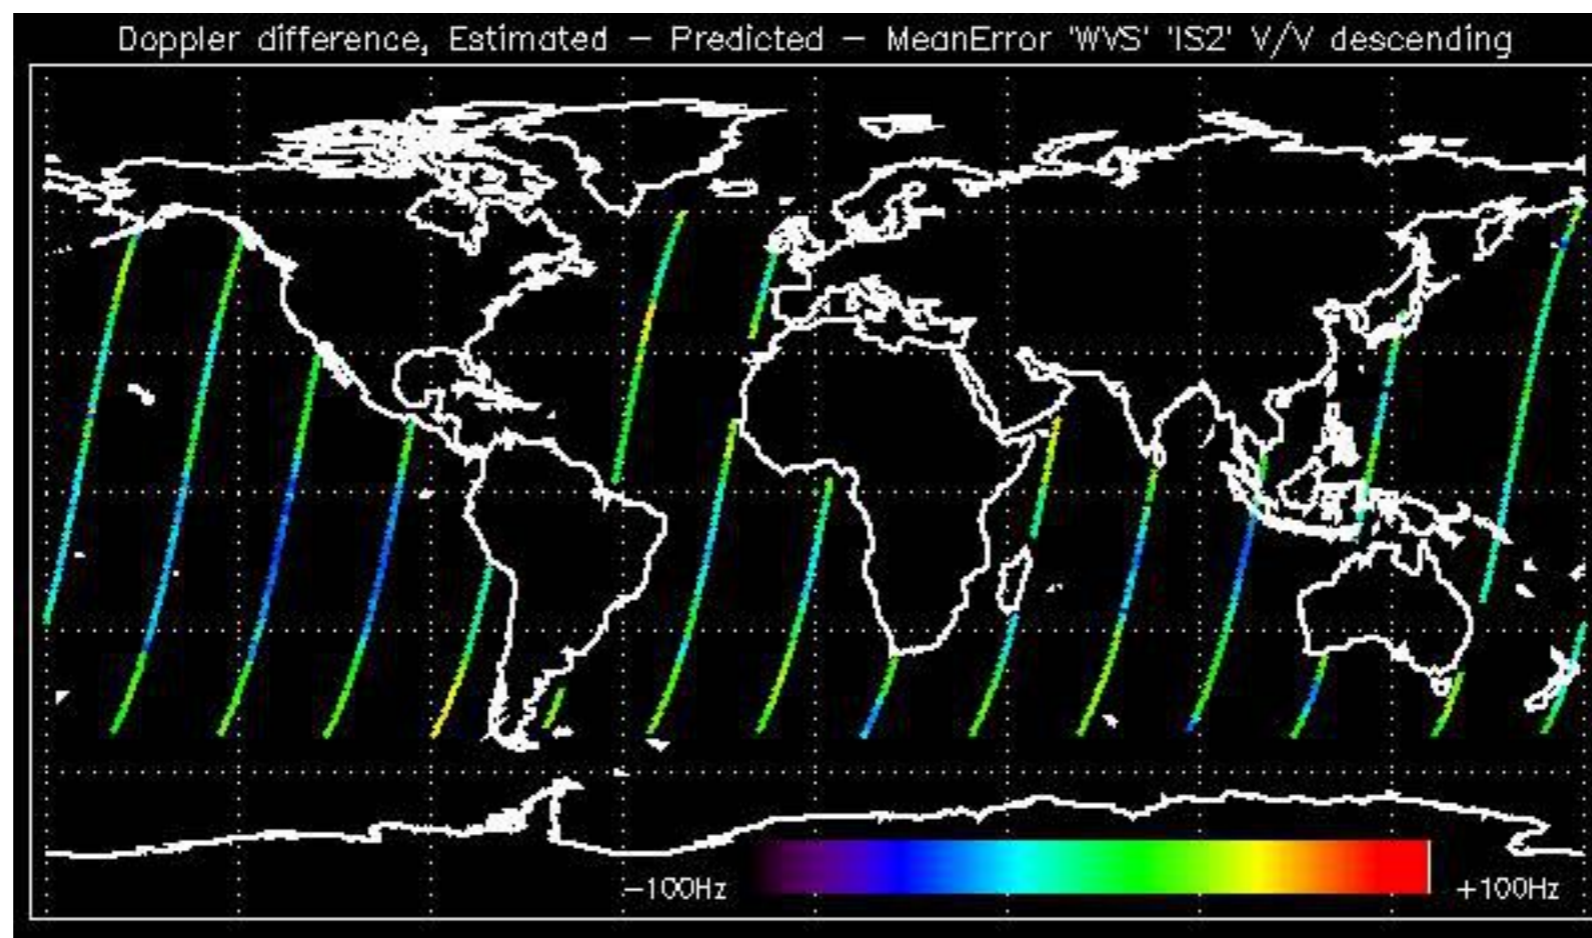 Doppler difference, Estimated – Predicted – MeanError 'WVS' 'IS2' V/V descending
–100Hz
+100Hz